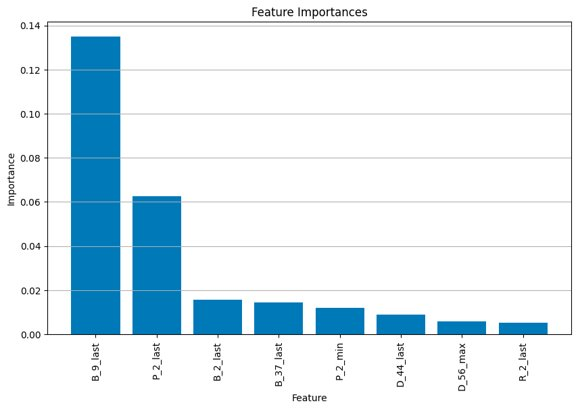 Feature Importances
0.14
0.12
0.10
0.08
0.06
0.04
0.02
0.00
Importance
B_9_last
P_2_last
B_2_last
B_37_last
P_2_min
D_44_last
D_56_max
R_2_last
Feature